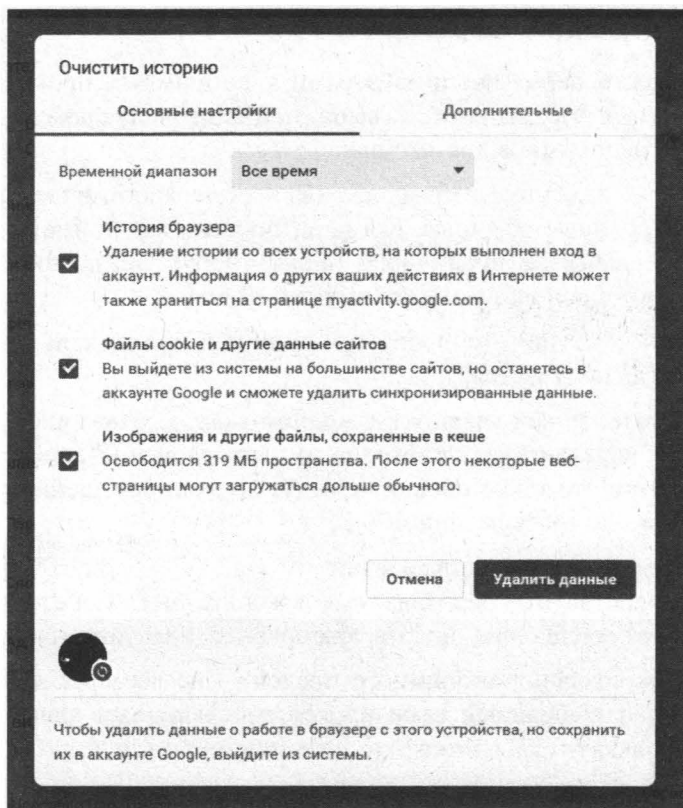 Очистить историю
Основные настройки Дополнительные
Временной диапазон Все время
История браузера
Удаление истории со всех устройств, на которых выполнен вход в
аккаунт. Информация о других ваших действиях в Интернете может
также храниться на странице myactivity.google.com.
Файлы cookie и другие данные сайтов
Вы выйдете из системы на большинстве сайтов, но останетесь в
аккаунте Google и сможете удалить синхронизированные данные.
Изображения и другие файлы, сохраненные в кеше
Освободится 319 МБ пространства. После этого некоторые веб-
страницы могут загружаться дольше обычного.
Отмена Удалить данные
Чтобы удалить данные о работе в браузере с этого устройства, но сохранить
их в аккаунте Google, выйдите из системы.